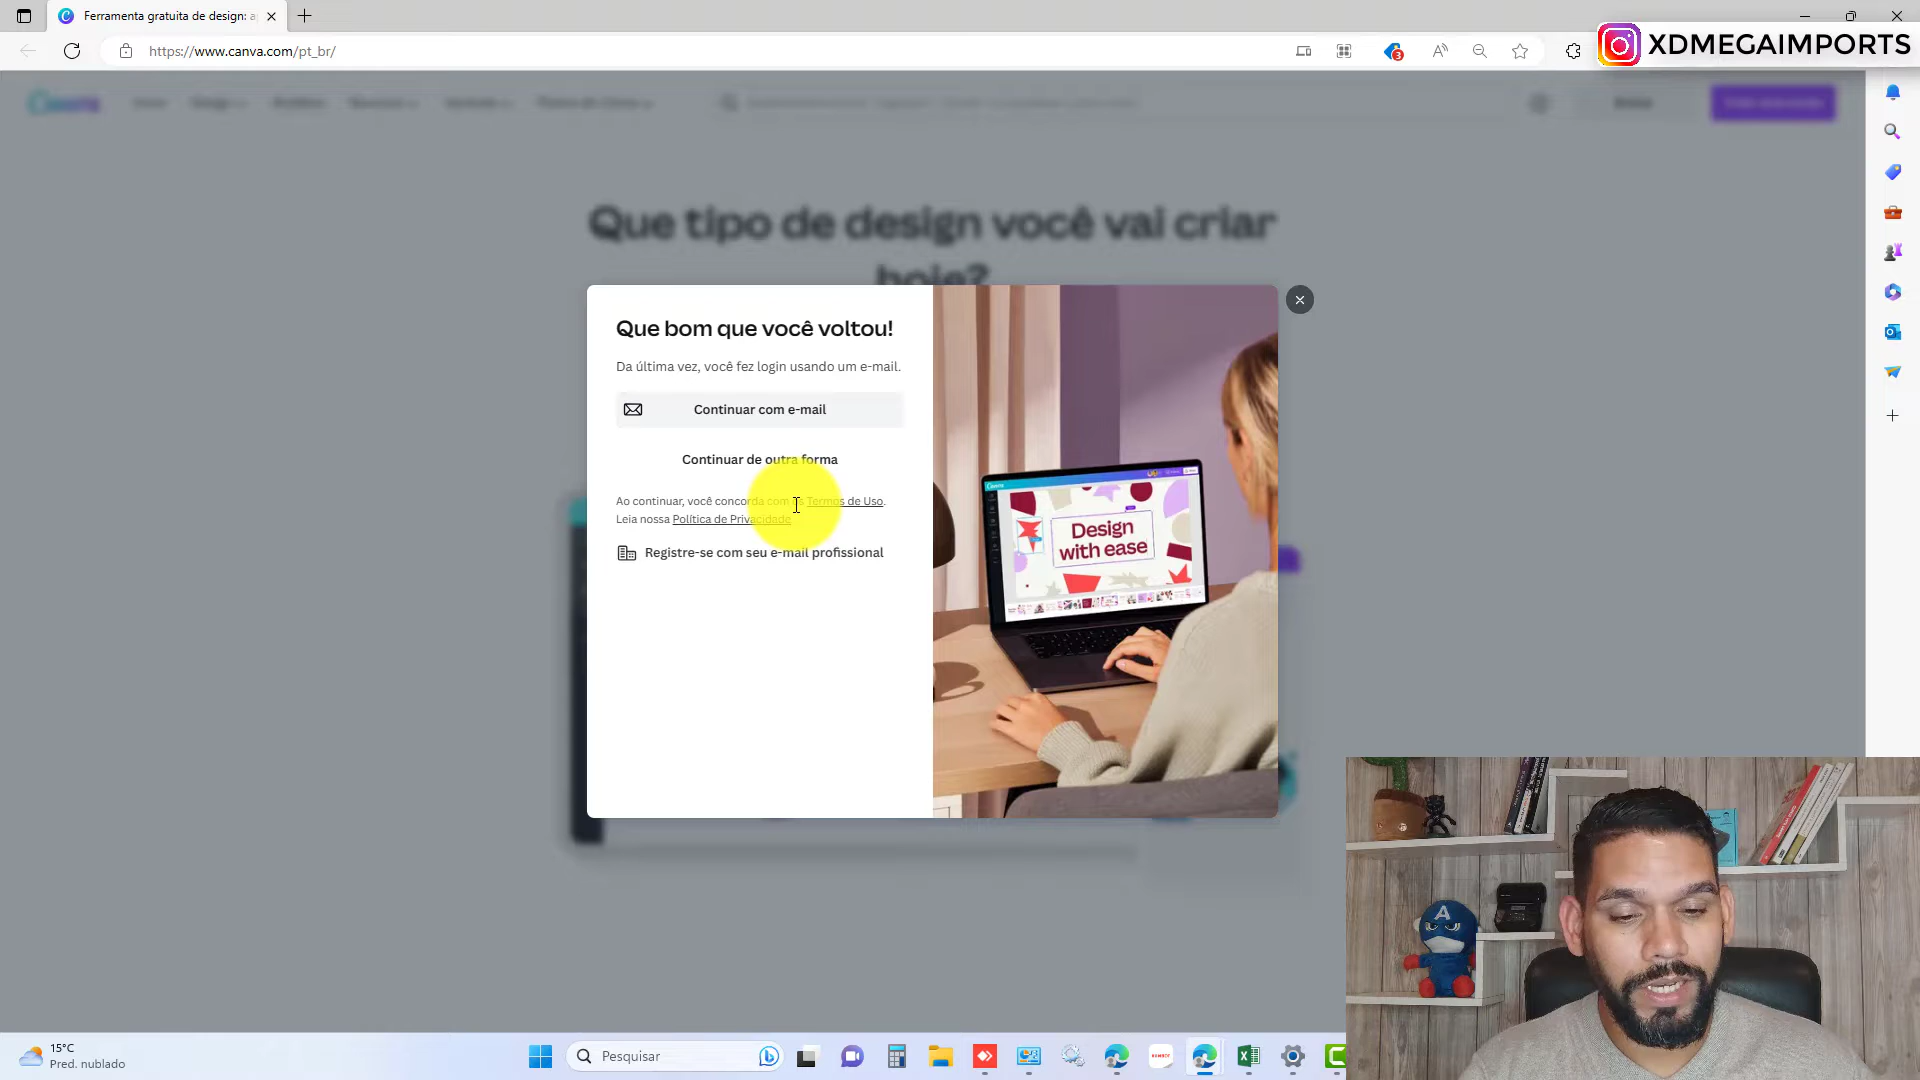 Ferramenta gratuita de design: a
https://www.canva.com/pt_br/
3
XDMEGAIMPORTS
Canva
Que tipo de design você vai criar
hoje?
Que bom que você voltou!
Da última vez, você fez login usando um e-mail.
Continuar com e-mail
Continuar de outra forma
Ao continuar, você concorda com os Termos de Uso.
Leia nossa Política de Privacidade
Registre-se com seu e-mail profissional
Canva
Design
with ease
A
15°C
Pred. nublado
Pesquisar